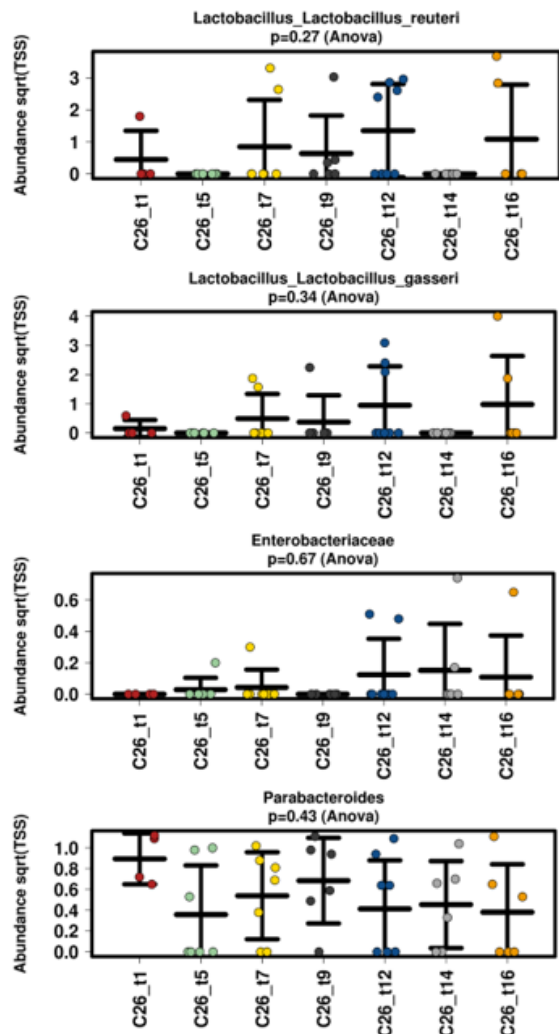 Lactobacillus_Lactobacillus_reuteri
p=0.27 (Anova)
Abundance sqrt(TSS)
3
2
1
0
C26_t1 C26_t5 C26_t7 C26_t9 C26_t12 C26_t14 C26_t16
Lactobacillus_Lactobacillus_gasseri
p=0.34 (Anova)
Abundance sqrt(TSS)
4
3
2
1
0
C26_t1 C26_t5 C26_t7 C26_t9 C26_t12 C26_t14 C26_t16
Enterobacteriaceae
p=0.67 (Anova)
Abundance sqrt(TSS)
0.6
0.4
0.2
0.0
C26_t1 C26_t5 C26_t7 C26_t9 C26_t12 C26_t14 C26_t16
Parabacteroides
p=0.43 (Anova)
Abundance sqrt(TSS)
1.0
0.8
0.6
0.4
0.2
0.0
C26_t1 C26_t5 C26_t7 C26_t9 C26_t12 C26_t14 C26_t16